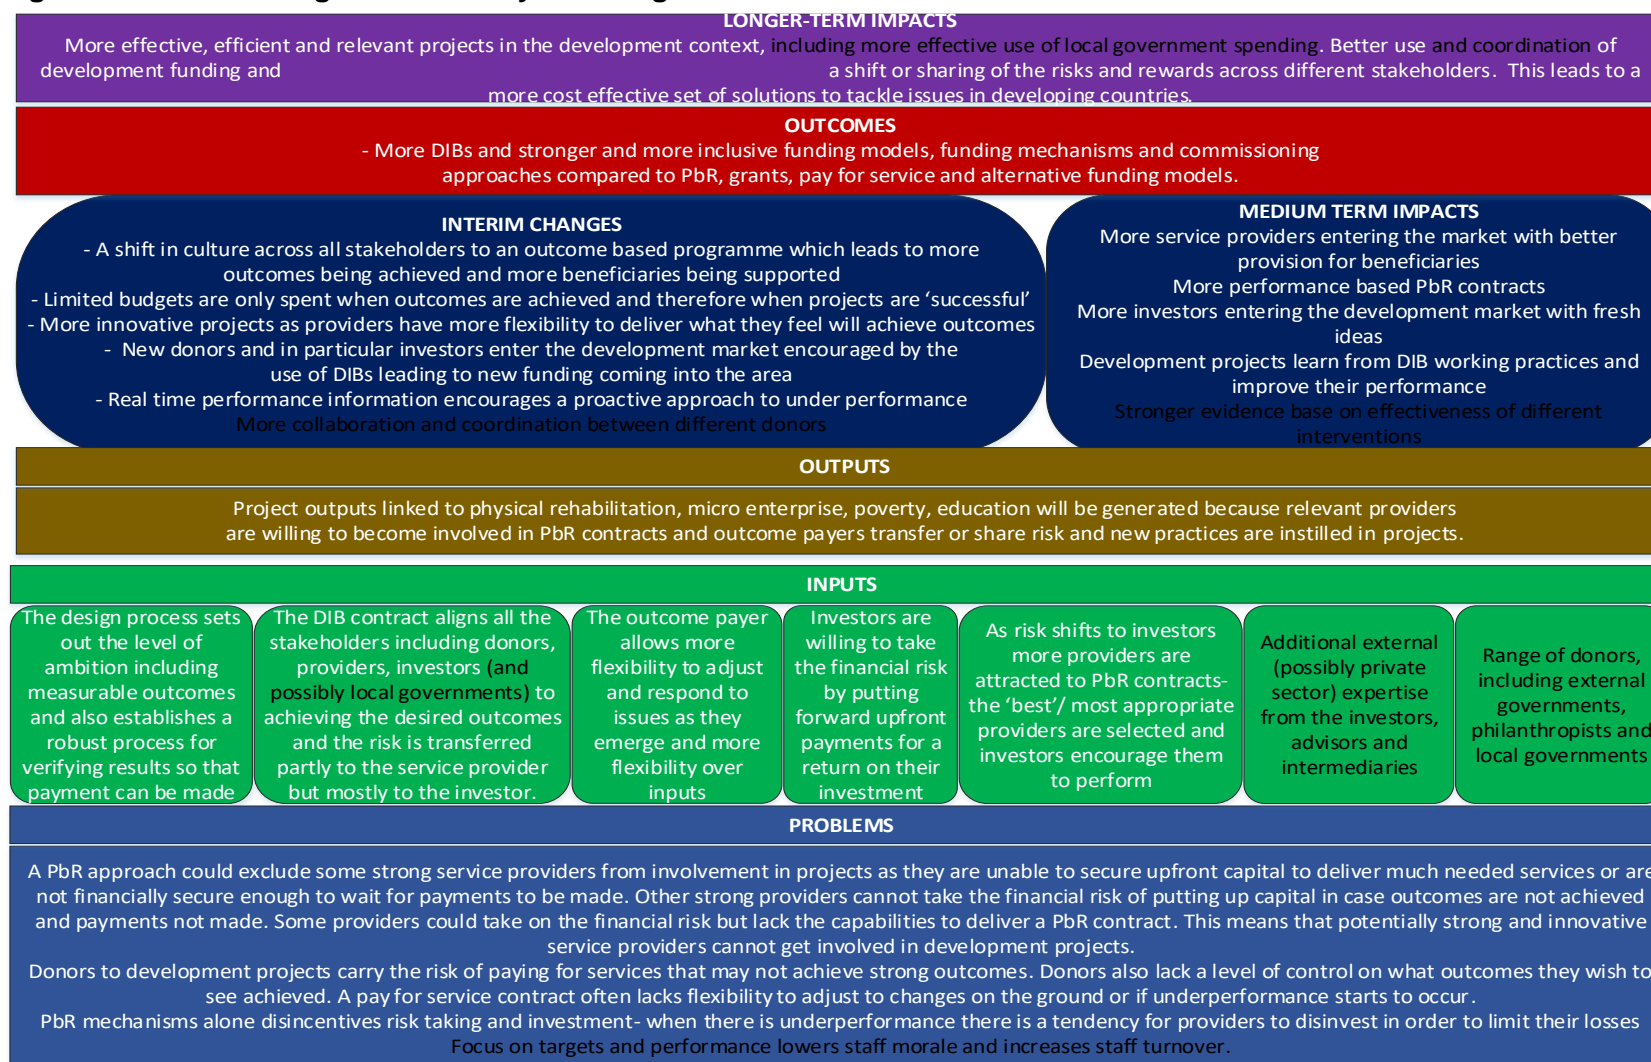 LONGER-TERM IMPACTS
More effective, efficient and relevant projects in the development context, including more effective use of local government spending. Better use and coordination of
development funding and a shift or sharing of the risks and rewards across different stakeholders. This leads to a
more cost effective set of solutions to tackle issues in developing countries.
OUTCOMES
- More DIBs and stronger and more inclusive funding models, funding mechanisms and commissioning
approaches compared to PbR, grants, pay for service and alternative funding models.
INTERIM CHANGES
- A shift in culture across all stakeholders to an outcome based programme which leads to more
outcomes being achieved and more beneficiaries being supported
- Limited budgets are only spent when outcomes are achieved and therefore when projects are ‘successful’
- More innovative projects as providers have more flexibility to deliver what they feel will achieve outcomes
- New donors and in particular investors enter the development market encouraged by the
use of DIBs leading to new funding coming into the area
- Real time performance information encourages a proactive approach to under performance
More collaboration and coordination between different donors
MEDIUM TERM IMPACTS
More service providers entering the market with better
provision for beneficiaries
More performance based PbR contracts
More investors entering the development market with fresh
ideas
Development projects learn from DIB working practices and
improve their performance
Stronger evidence base on effectiveness of different
interventions
OUTPUTS
Project outputs linked to physical rehabilitation, micro enterprise, poverty, education will be generated because relevant providers
are willing to become involved in PbR contracts and outcome payers transfer or share risk and new practices are instilled in projects.
INPUTS
The design process sets
out the level of
ambition including
measurable outcomes
and also establishes a
robust process for
verifying results so that
payment can be made
The DIB contract aligns all the
stakeholders including donors,
providers, investors (and
possibly local governments) to
achieving the desired outcomes
and the risk is transferred
partly to the service provider
but mostly to the investor.
The outcome payer
allows more
flexibility to adjust
and respond to
issues as they
emerge and more
flexibility over
inputs
Investors are
willing to take
the financial risk
by putting
forward upfront
payments for a
return on their
investment
As risk shifts to investors
more providers are
attracted to PbR contracts-
the ‘best’/ most appropriate
providers are selected and
investors encourage them
to perform
Additional external
(possibly private
sector) expertise
from the investors,
advisors and
intermediaries
Range of donors,
including external
governments,
philanthropists and
local governments
PROBLEMS
A PbR approach could exclude some strong service providers from involvement in projects as they are unable to secure upfront capital to deliver much needed services or are
not financially secure enough to wait for payments to be made. Other strong providers cannot take the financial risk of putting up capital in case outcomes are not achieved
and payments not made. Some providers could take on the financial risk but lack the capabilities to deliver a PbR contract. This means that potentially strong and innovative
service providers cannot get involved in development projects.
Donors to development projects carry the risk of paying for services that may not achieve strong outcomes. Donors also lack a level of control on what outcomes they wish to
see achieved. A pay for service contract often lacks flexibility to adjust to changes on the ground or if underperformance starts to occur.
PbR mechanisms alone disincentives risk taking and investment- when there is underperformance there is a tendency for providers to disinvest in order to limit their losses
Focus on targets and performance lowers staff morale and increases staff turnover.